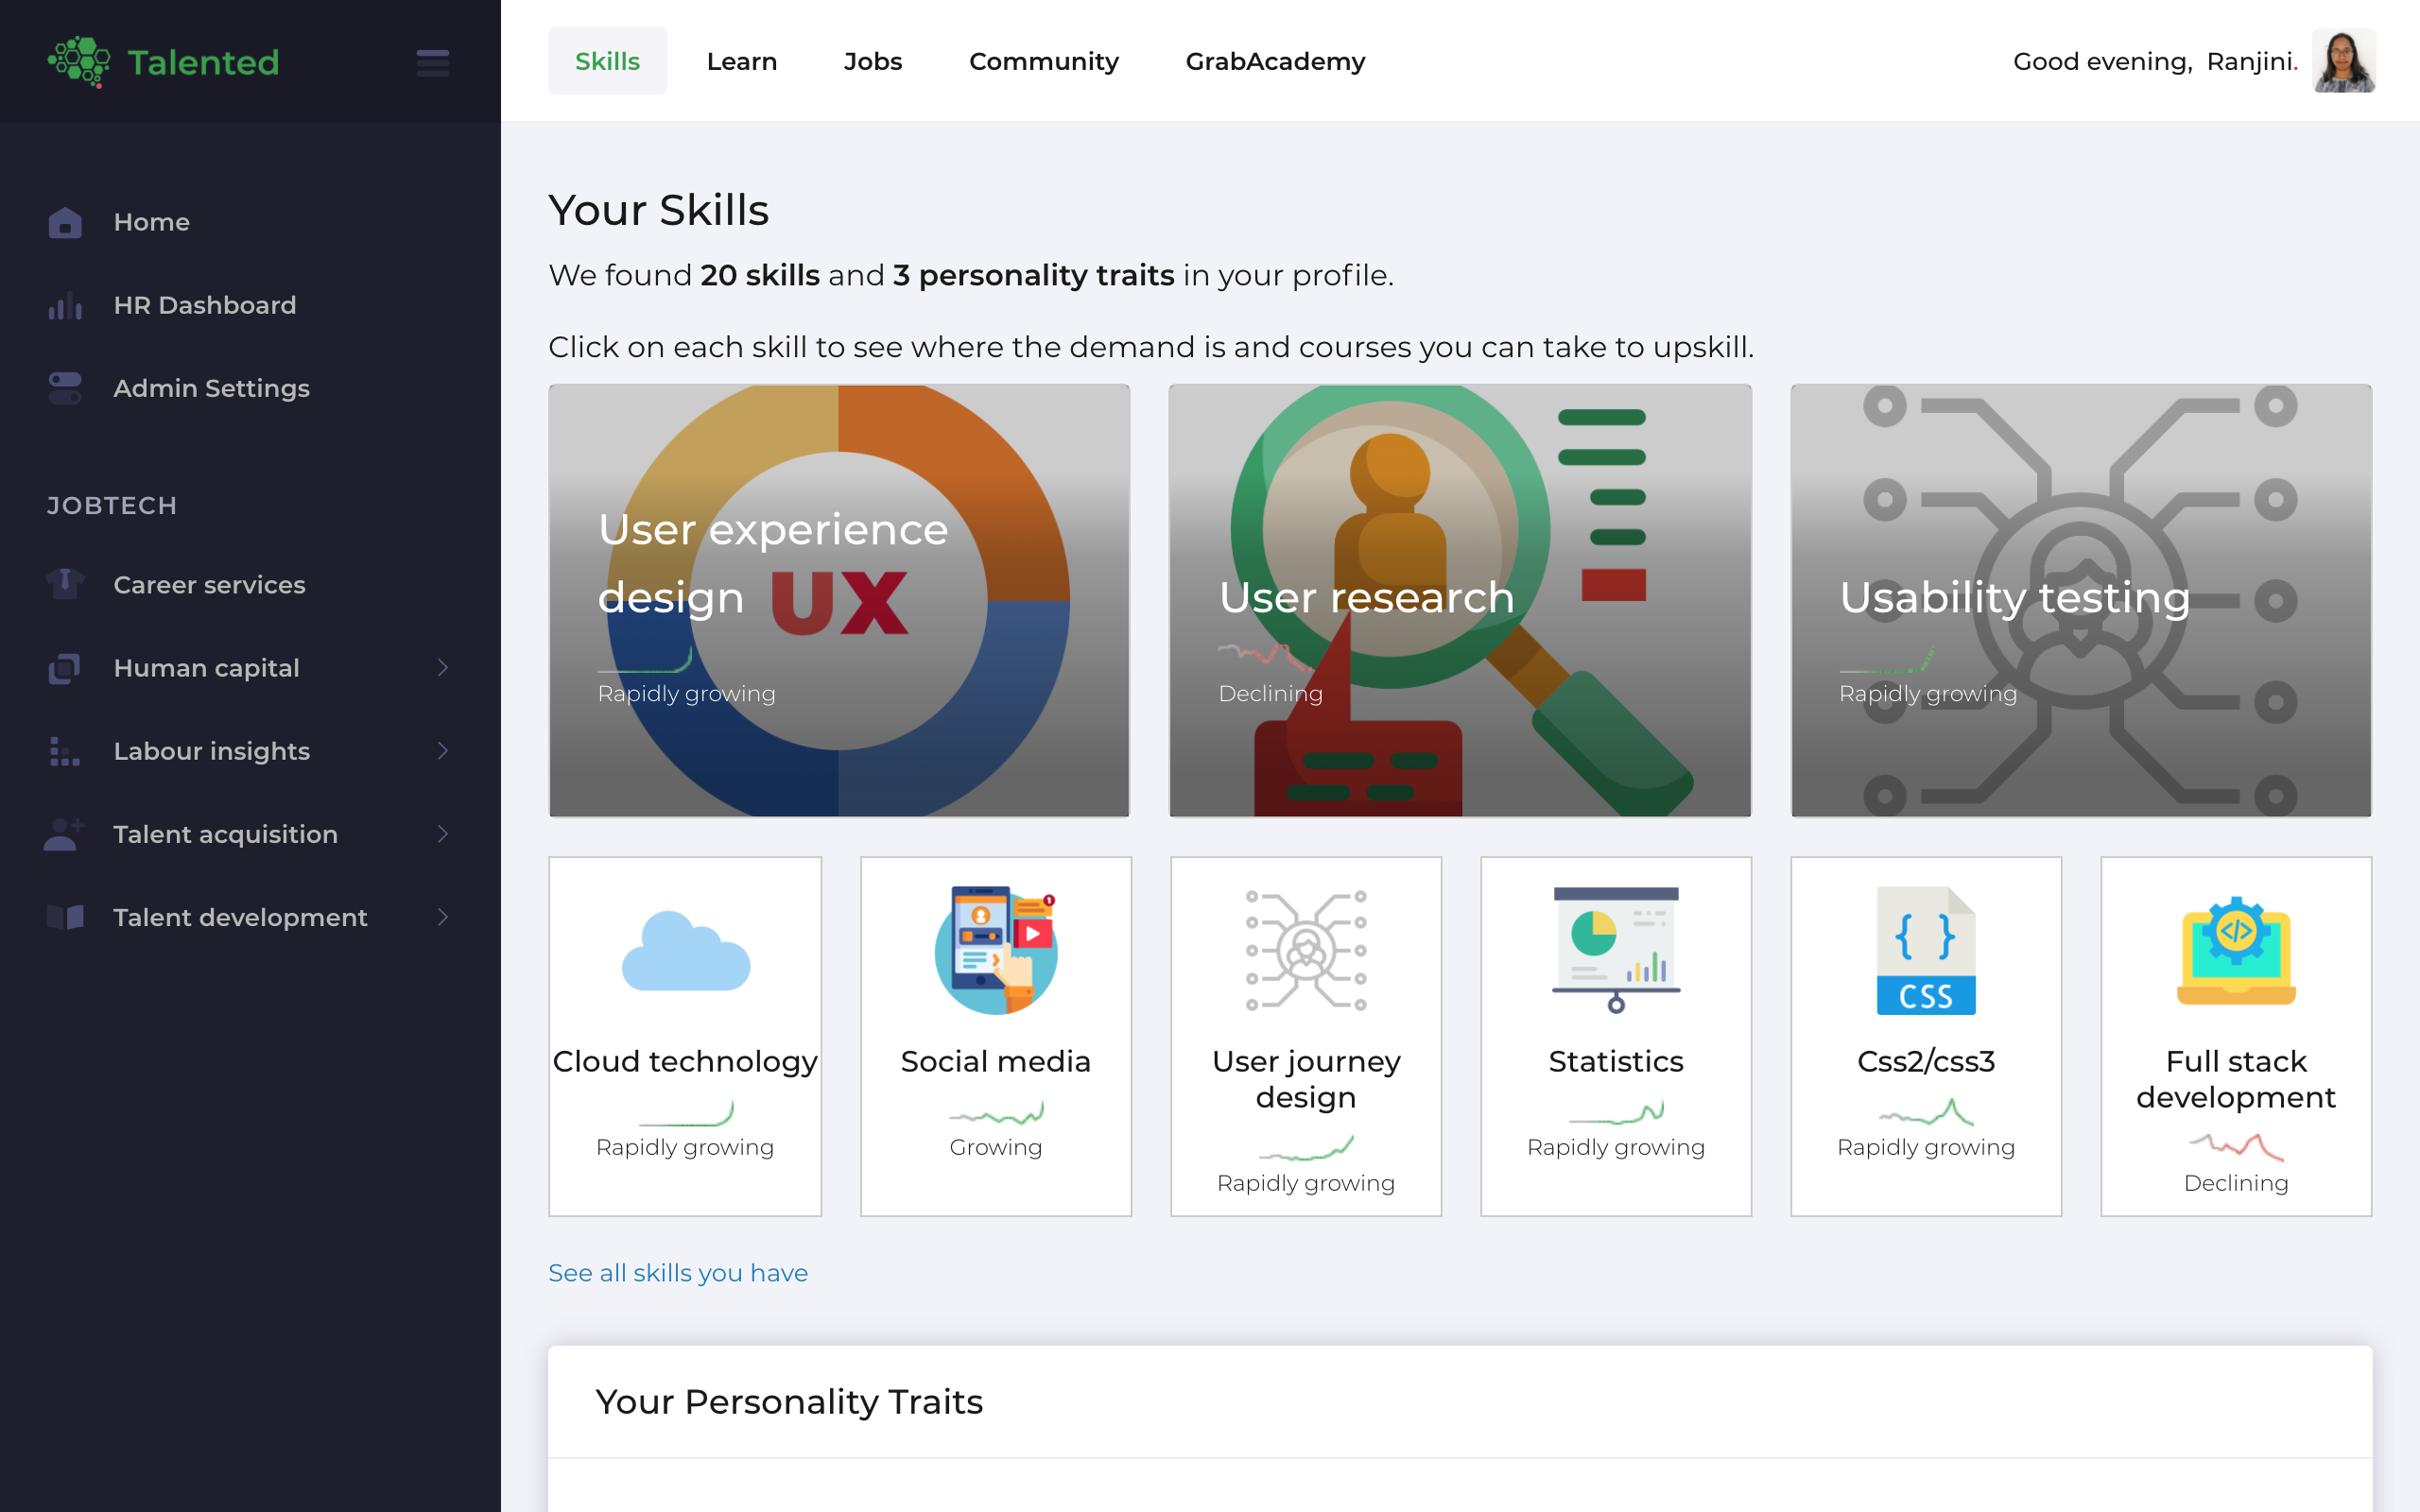 Talented
Skills
Learn
Jobs
Community
GrabAcademy
Good evening, Ranjini.
Home
HR Dashboard
Admin Settings
JOBTECH
Career services
Human capital
Labour insights
Talent acquisition
Talent development
Your Skills
We found 20 skills and 3 personality traits in your profile.
Click on each skill to see where the demand is and courses you can take to upskill.
User experience
design
UX
Rapidly growing
User research
Declining
Usability testing
Rapidly growing
Cloud technology
Rapidly growing
1
Social media
Growing
User journey
design
Rapidly growing
Statistics
Rapidly growing
{ }
CSS
Css2/css3
Rapidly growing
</>
Full stack
development
Declining
See all skills you have
Your Personality Traits